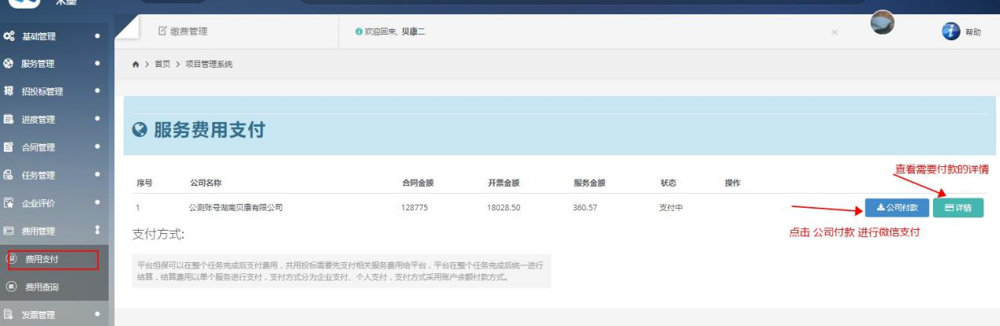 缴费管理
欢迎回来, 贝康二
×
帮助
首页 > 项目管理系统
基础管理
服务管理
招投标管理
进度管理
合同管理
任务管理
企业评价
费用管理
费用支付
费用查询
发票管理
服务费用支付
查看需要付款的详情
序号 公司名称 合同金额 开票金额 服务金额 状态 操作
1 公测账号湖南贝康有限公司 128775 18028.50 360.57 支付中 公司付款 详情
点击 公司付款 进行微信支付
支付方式:
平台担保可以在整个任务完成后支付费用，共用投标需要先支付相关服务费用给平台，平台在整个任务完成后统一进行
结算，结算费用以单个服务进行支付，支付方式分为企业支付、个人支付，支付方式采用账户余额付款方式。